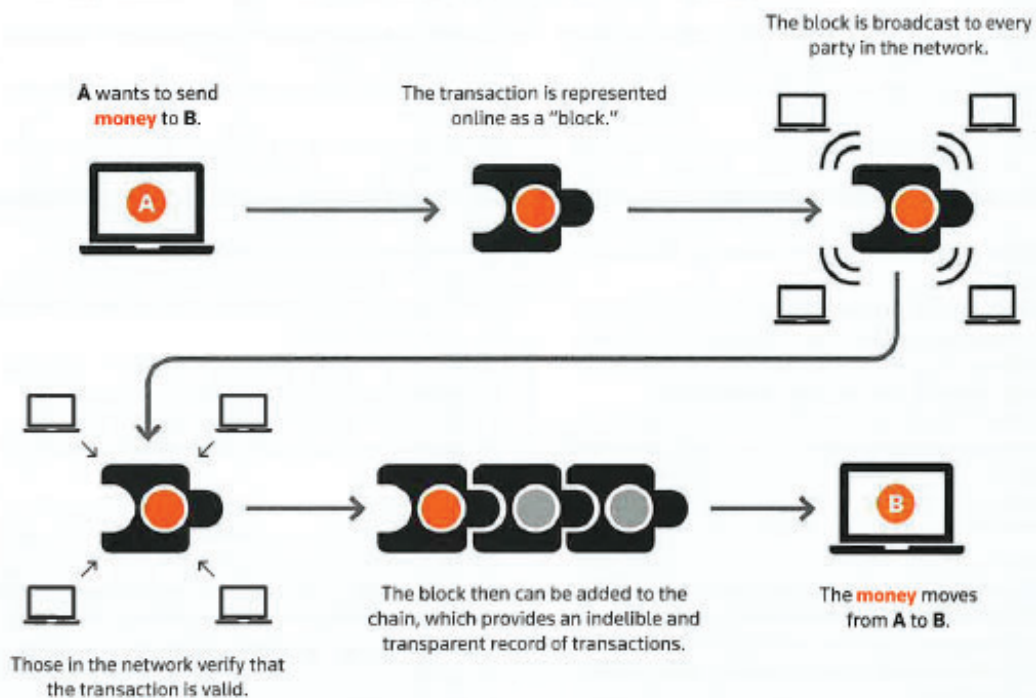 A wants to send
money to B.
A
The transaction is represented
online as a "block."
The block is broadcast to every
party in the network.
Those in the network verify that
the transaction is valid.
The block then can be added to the
chain, which provides an indelible and
transparent record of transactions.
B
The money moves
from A to B.